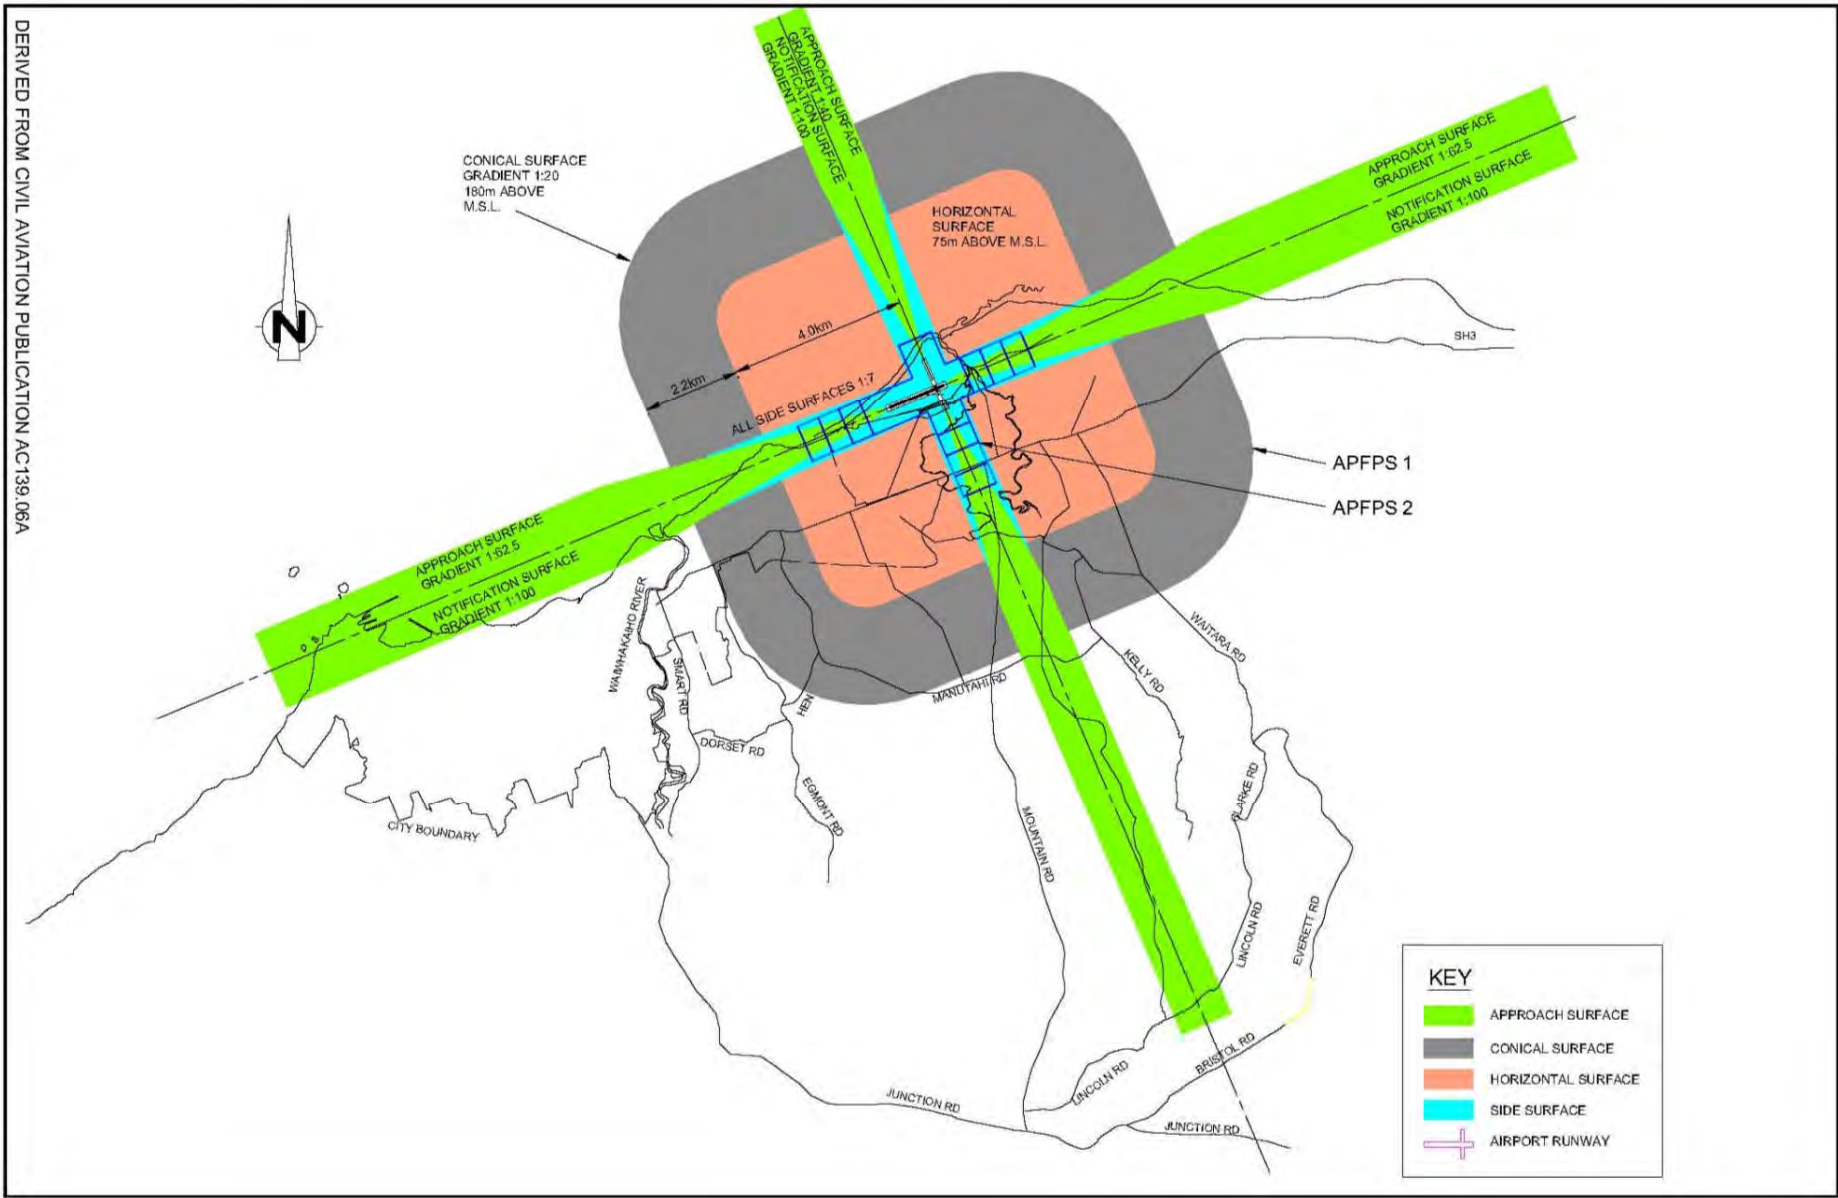 DERIVED FROM CIVIL AVIATION PUBLICATION AC139.06A
APPROACH SURFACE
GRADIENT 1:40
NOTIFICATION SURFACE
GRADIENT 1:100
CONICAL SURFACE
GRADIENT 1:20
180m ABOVE
M.S.L.
N
HORIZONTAL
SURFACE
75m ABOVE M.S.L.
APPROACH SURFACE
GRADIENT 1:62.5
NOTIFICATION SURFACE
GRADIENT 1:100
4.0km
2.2km
ALL SIDE SURFACES 1:7
SH3
APFPS 1
APFPS 2
APPROACH SURFACE
GRADIENT 1:62.5
NOTIFICATION SURFACE
GRADIENT 1:100
WAIWHAKAIHO RIVER
SMART RD
HEN
MANUTAHI RD
KELLY RD
WAITARA RD
DORSET RD
EGMONT RD
CITY BOUNDARY
MOUNTAIN RD
LINCOLN RD
EVERETT RD
BRISTOL RD
LINCOLN RD
JUNCTION RD
JUNCTION RD
KEY
APPROACH SURFACE
CONICAL SURFACE
HORIZONTAL SURFACE
SIDE SURFACE
AIRPORT RUNWAY